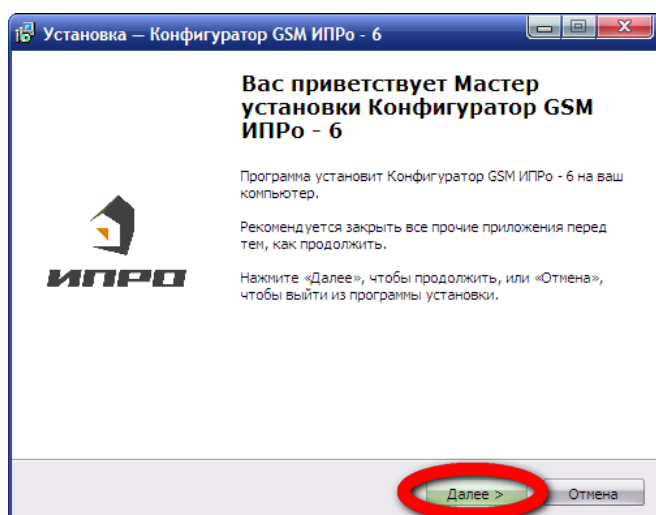 Установка — Конфигуратор GSM ИПРо - 6
Вас приветствует Мастер
установки Конфигуратор GSM
ИПРо - 6
Программа установит Конфигуратор GSM ИПРо - 6 на ваш
компьютер.
Рекомендуется закрыть все прочие приложения перед
тем, как продолжить.
ИПРО
Нажмите «Далее», чтобы продолжить, или «Отмена»,
чтобы выйти из программы установки.
Далее >
Отмена